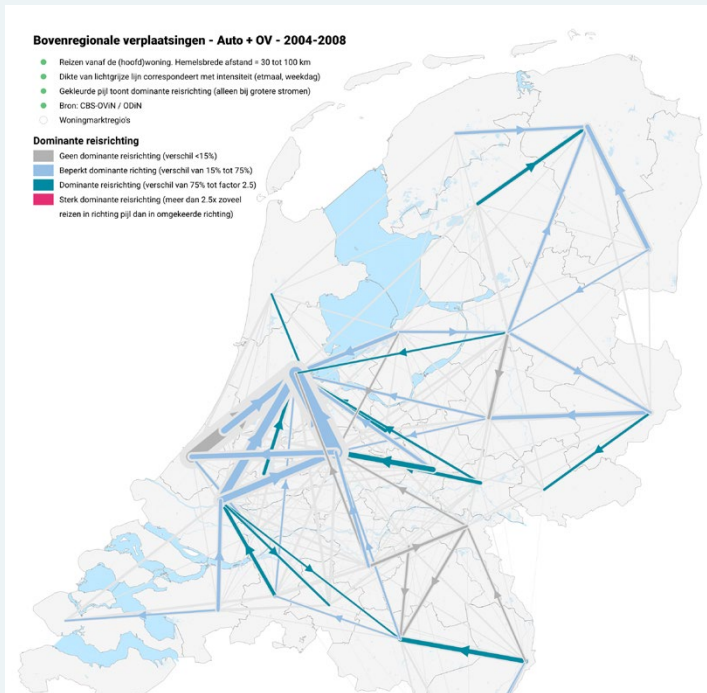 Bovenregionale verplaatsingen - Auto + OV - 2004-2008
Reizen vanaf de (hoofd)woning. Hemelsbrede afstand = 30 tot 100 km
Dikte van lichtgrijze lijn correspondeert met intensiteit (etmaal, weekdag)
Gekleurde pijl toont dominante reisrichting (alleen bij grotere stromen)
Bron: CBS-OViN / ODiN
Woningmarktregio's
Dominante reisrichting
Geen dominante reisrichting (verschil <15%)
Beperkt dominante richting (verschil van 15% tot 75%)
Dominante reisrichting (verschil van 75% tot factor 2.5)
Sterk dominante reisrichting (meer dan 2.5x zoveel
reizen in richting pijl dan in omgekeerde richting)